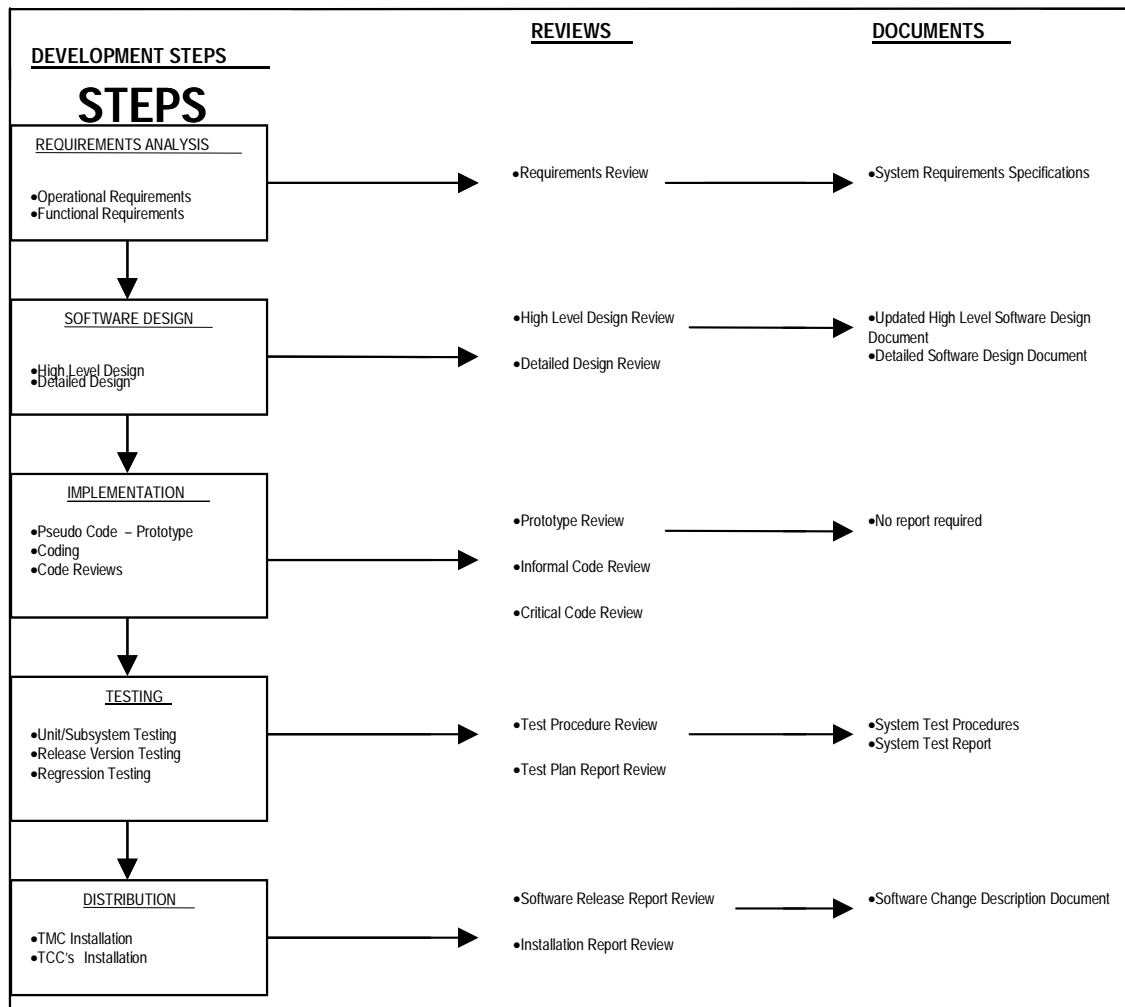 REVIEWS
DOCUMENTS
DEVELOPMENT STEPS
STEPS
REQUIREMENTS ANALYSIS
•Operational Requirements
•Functional Requirements
•Requirements Review
•System Requirements Specifications
SOFTWARE DESIGN
•High Level Design
•Detailed Design
•High Level Design Review
•Detailed Design Review
•Updated High Level Software Design
Document
•Detailed Software Design Document
IMPLEMENTATION
•Pseudo Code – Prototype
•Coding
•Code Reviews
•Prototype Review
•Informal Code Review
•Critical Code Review
•No report required
TESTING
•Unit/Subsystem Testing
•Release Version Testing
•Regression Testing
•Test Procedure Review
•Test Plan Report Review
•System Test Procedures
•System Test Report
DISTRIBUTION
•TMC Installation
•TCC's Installation
•Software Release Report Review
•Installation Report Review
•Software Change Description Document